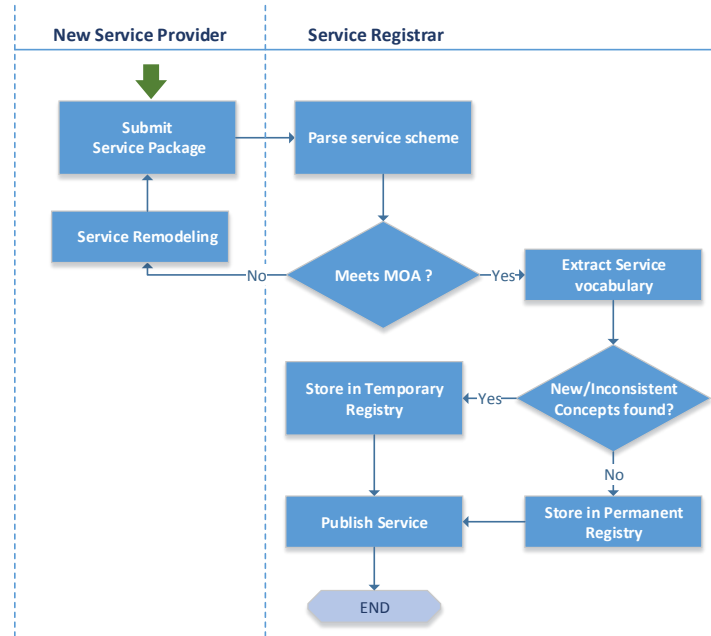 New Service Provider
Service Registrar
Submit
Service Package
Parse service scheme
Service Remodeling
No
Meets MOA ?
Yes
Extract Service
vocabulary
Store in Temporary
Registry
Yes
New/Inconsistent
Concepts found?
No
Publish Service
Store in Permanent
Registry
END